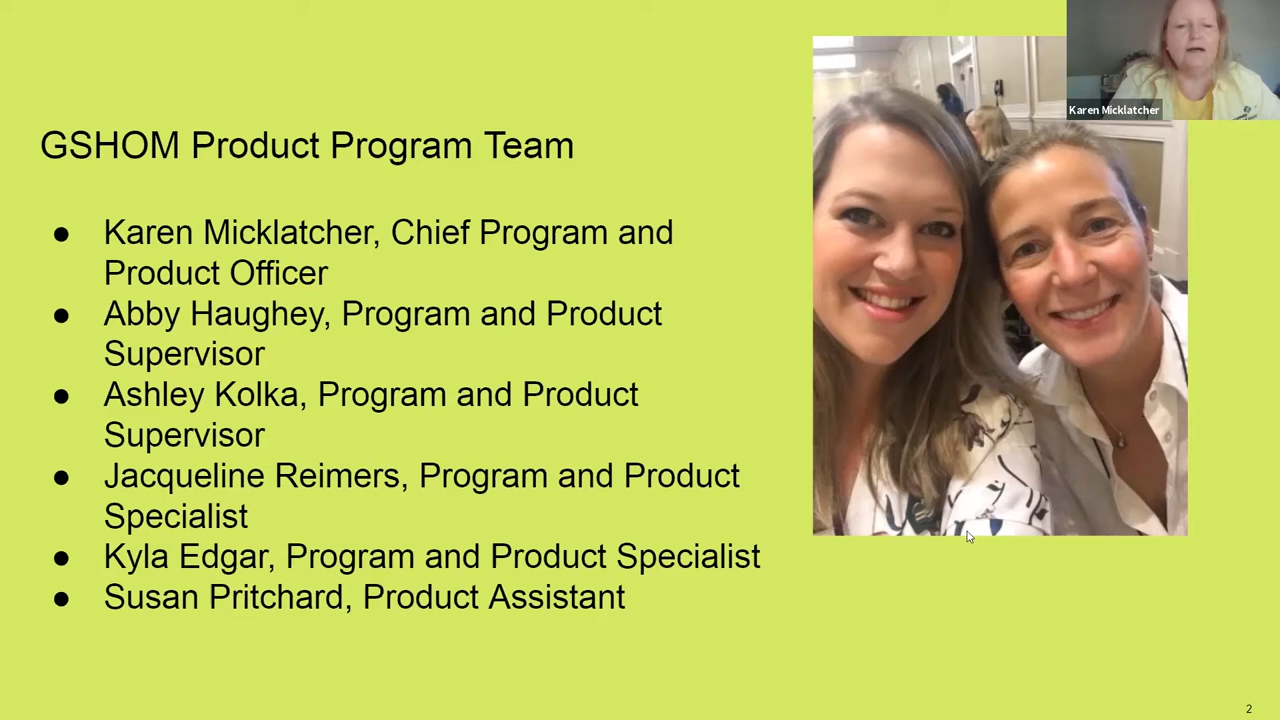 Karen Micklatcher
GSHOM Product Program Team
● Karen Micklatcher, Chief Program and
Product Officer
● Abby Haughey, Program and Product
Supervisor
● Ashley Kolka, Program and Product
Supervisor
● Jacqueline Reimers, Program and Product
Specialist
● Kyla Edgar, Program and Product Specialist
● Susan Pritchard, Product Assistant
2